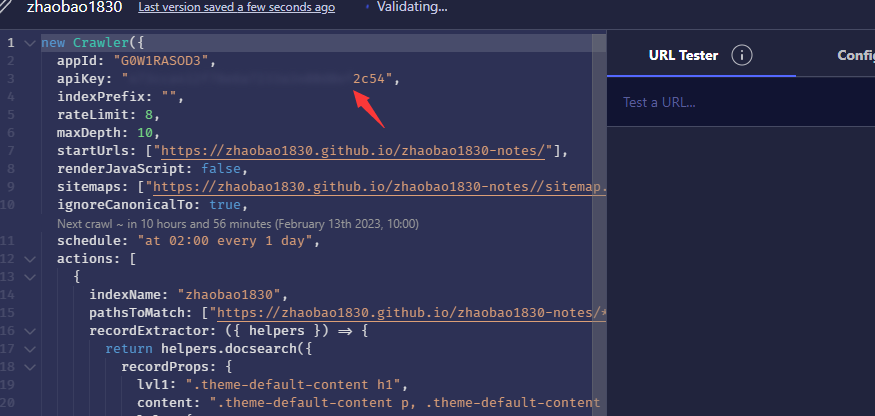 zhaobao1830 Last version saved a few seconds ago Validating...
1 new Crawler({
2 appId: "G0W1RASOD3",
3 apiKey: " 2c54",
4 indexPrefix: "",
5 rateLimit: 8,
6 maxDepth: 10,
7 startUrls: ["https://zhaobao1830.github.io/zhaobao1830-notes/"],
8 renderJavaScript: false,
9 sitemaps: ["https://zhaobao1830.github.io/zhaobao1830-notes//sitemap.
10 ignoreCanonicalTo: true,
Next crawl ~ in 10 hours and 56 minutes (February 13th 2023, 10:00)
11 schedule: "at 02:00 every 1 day",
12 actions: [
13 {
14 indexName: "zhaobao1830",
15 pathsToMatch: ["https://zhaobao1830.github.io/zhaobao1830-notes/*
16 recordExtractor: ({ helpers }) => {
17 return helpers.docsearch({
18 recordProps: {
19 lvl1: ".theme-default-content h1",
20 content: ".theme-default-content p, .theme-default-content
URL Tester i Config
Test a URL...